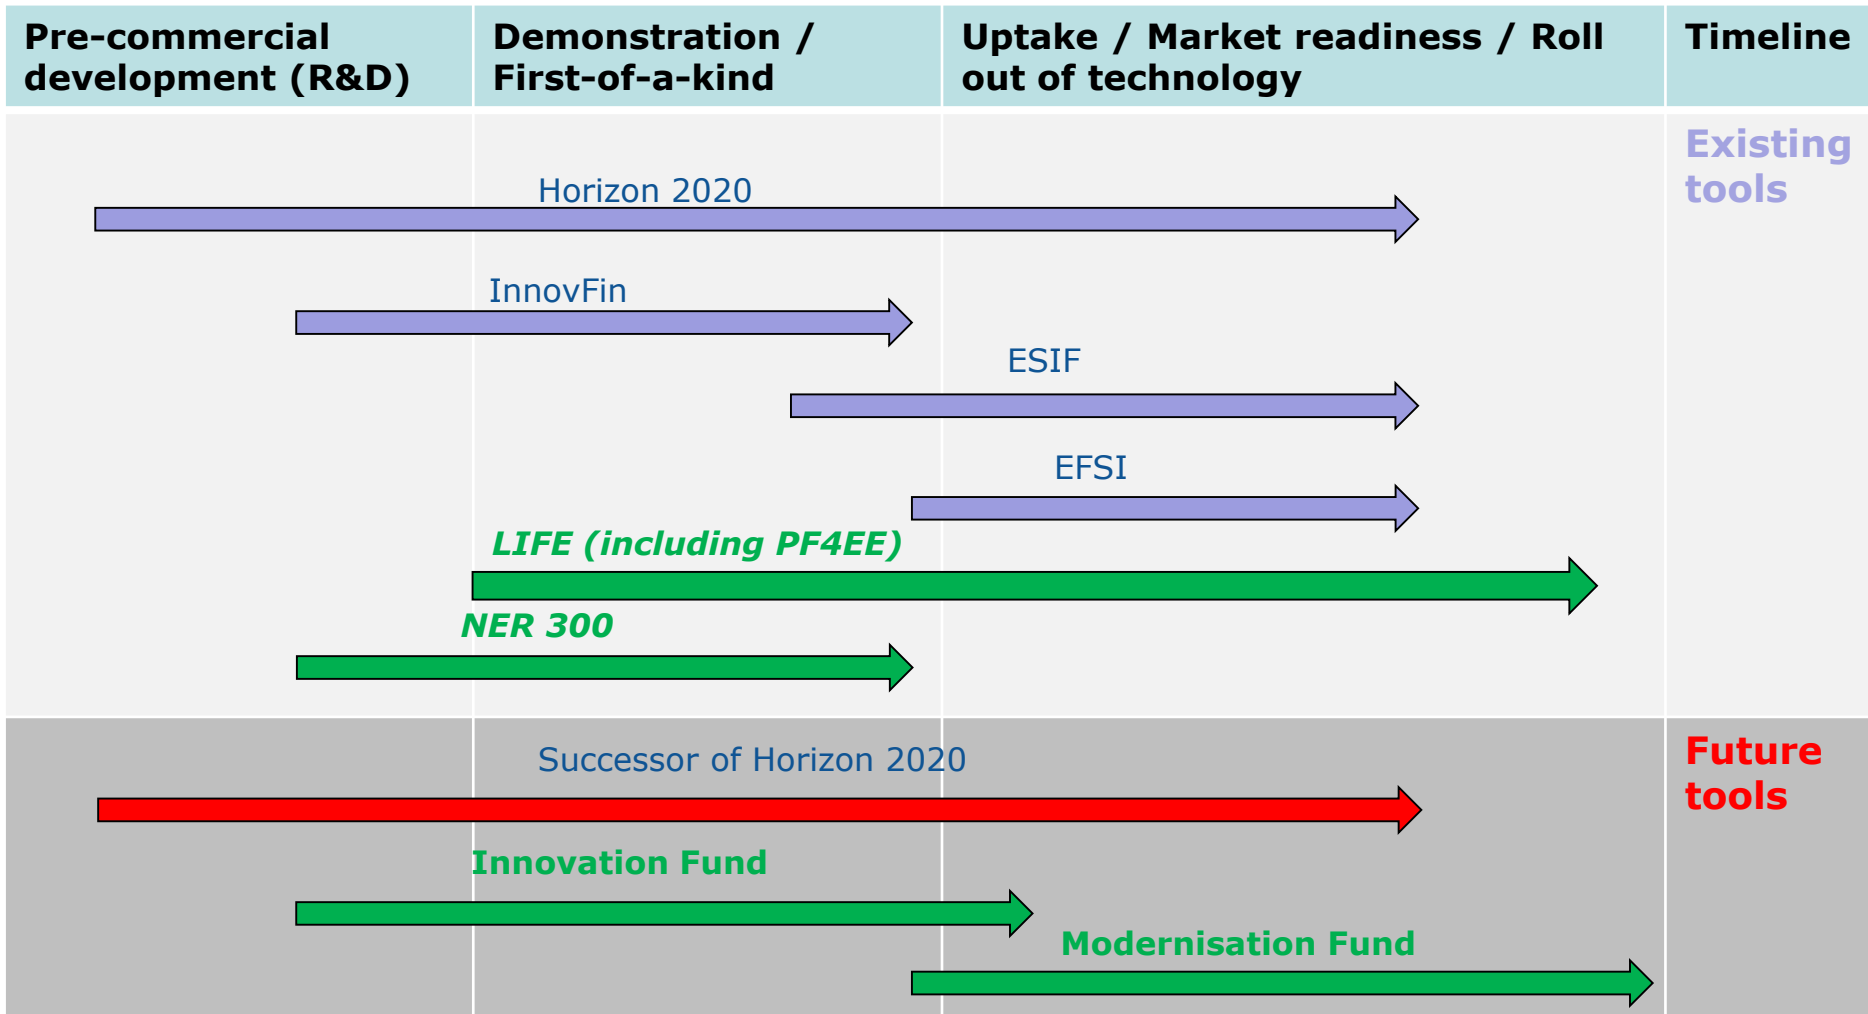 Pre-commercial
development (R&D)
Demonstration /
First-of-a-kind
Uptake / Market readiness / Roll
out of technology
Timeline
Existing
tools
Horizon 2020
InnovFin
ESIF
EFSI
LIFE (including PF4EE)
NER 300
Future
tools
Successor of Horizon 2020
Innovation Fund
Modernisation Fund